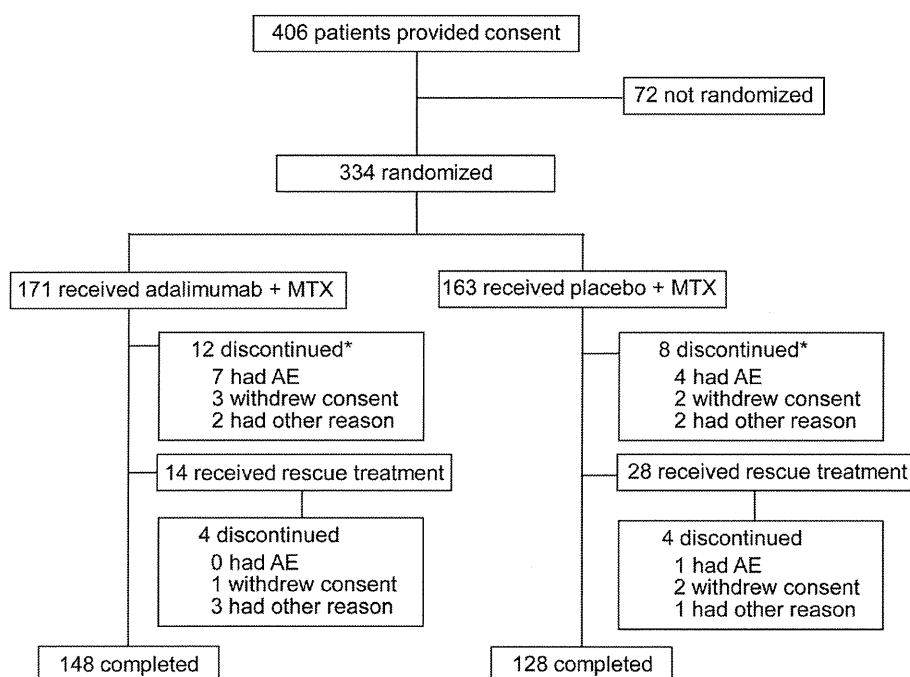 406 patients provided consent
72 not randomized
334 randomized
171 received adalimumab + MTX
163 received placebo + MTX
12 discontinued*
7 had AE
3 withdrew consent
2 had other reason
8 discontinued*
4 had AE
2 withdrew consent
2 had other reason
14 received rescue treatment
28 received rescue treatment
4 discontinued
0 had AE
1 withdrew consent
3 had other reason
4 discontinued
1 had AE
2 withdrew consent
1 had other reason
148 completed
128 completed